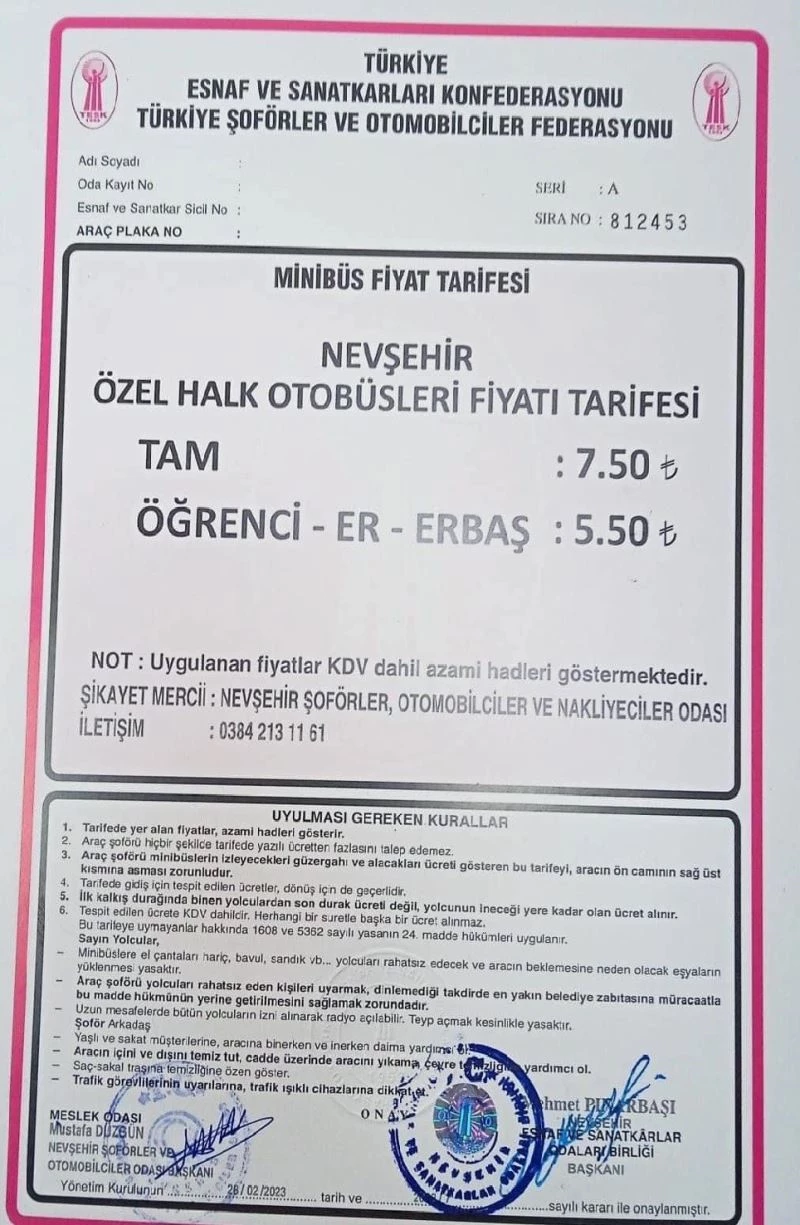 TÜRKİYE
ESNAF VE SANATKARLARI KONFEDERASYONU
TÜRKİYE ŞOFÖRLER VE OTOMOBİLCİLER FEDERASYONU
TESK
TESK
Adı Soyadı :
Oda Kayıt No :
Esnaf ve Sanatkar Sicil No :
ARAÇ PLAKA NO :
SERİ : A
SIRA NO : 812453
MİNİBÜS FİYAT TARİFESİ
NEVŞEHİR
ÖZEL HALK OTOBÜSLERİ FİYATI TARİFESİ
TAM : 7.50 ₺
ÖĞRENCİ - ER - ERBAŞ : 5.50 ₺
NOT : Uygulanan fiyatlar KDV dahil azami hadleri göstermektedir.
ŞİKAYET MERCİİ : NEVŞEHİR ŞOFÖRLER, OTOMOBİLCİLER VE NAKLİYECİLER ODASI
İLETİŞİM : 0384 213 11 61
UYULMASI GEREKEN KURALLAR
1. Tarifede yer alan fiyatlar, azami hadleri gösterir.
2. Araç şoförü hiçbir şekilde tarifede yazılı ücretten fazlasını talep edemez.
3. Araç şoförü minibüslerin izleyecekleri güzergahı ve alacakları ücreti gösteren bu tarifeyi, aracın ön camının sağ üst
kısmına asması zorunludur.
4. Tarifede gidiş için tespit edilen ücretler, dönüş için de geçerlidir.
5. İlk kalkış durağında binen yolculardan son durak ücreti değil, yolcunun ineceği yere kadar olan ücret alınır.
6. Tespit edilen ücrete KDV dahildir. Herhangi bir suretle başka bir ücret alınmaz.
Bu tarifeye uymayanlar hakkında 1608 ve 5362 sayılı yasanın 24. madde hükümleri uygulanır.
Sayın Yolcular,
– Minibüslere el çantaları hariç, bavul, sandık vb... yolcuları rahatsız edecek ve aracın beklemesine neden olacak eşyaların
yüklenmesi yasaktır.
– Araç şoförü yolcuları rahatsız eden kişileri uyarmak, dinlemediği takdirde en yakın belediye zabıtasına müracaatla
bu madde hükmünün yerine getirilmesini sağlamak zorundadır.
– Uzun mesafelerde bütün yolcuların izni alınarak radyo açılabilir. Teyp açmak kesinlikle yasaktır.
Şoför Arkadaş
– Yaşlı ve sakat müşterilerine, aracına binerken ve inerken daima yardımcı ol.
– Aracın içini ve dışını temiz tut, cadde üzerinde aracını yıkama, çevre temizliğine yardımcı ol.
– Saç-sakal traşına temizliğine özen göster.
– Trafik görevlilerinin uyarılarına, trafik ışıklı cihazlarına dikkat et.
MESLEK ODASI
Mustafa DÜZGÜN
NEVŞEHİR ŞOFÖRLER VE
OTOMOBİLCİLER ODASI BAŞKANI
ONAY
NEVŞEHİR
VE SANATKARLAR ODALARI
PINARBAŞI
NEVŞEHİR
ESNAF VE SANATKÂRLAR
ODALARI BİRLİĞİ
BAŞKANI
Yönetim Kurulunun 28/02/2023 tarih ve sayılı kararı ile onaylanmıştır.